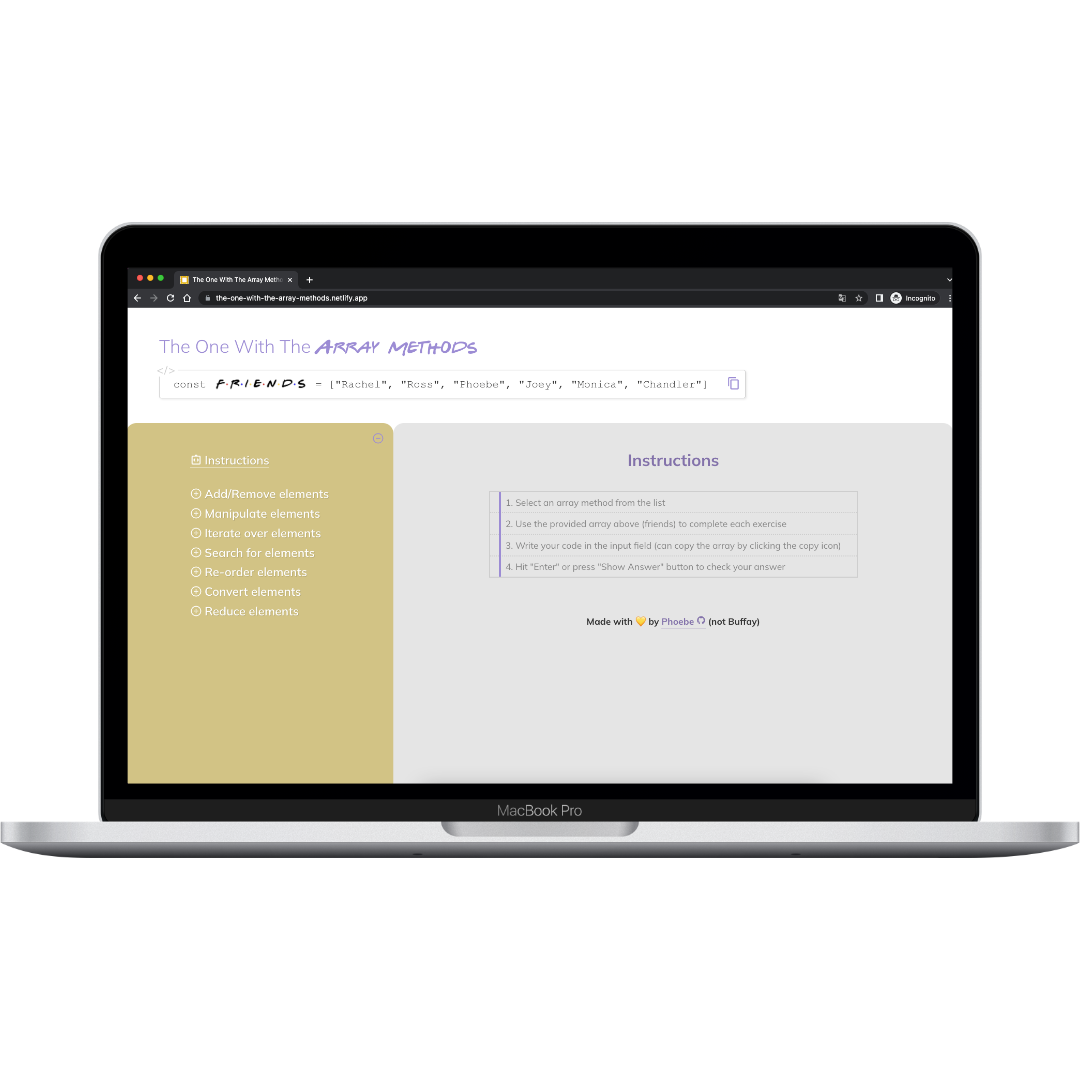 The One With The Array Meth
the-one-with-the-array-methods.netlify.app
Incognito
The One With The ARRAY METHODS
</>
const F·R·I·E·N·D·S = ["Rachel", "Ross", "Phoebe", "Joey", "Monica", "Chandler"]
Instructions
Add/Remove elements
Manipulate elements
Iterate over elements
Search for elements
Re-order elements
Convert elements
Reduce elements
Instructions
1. Select an array method from the list
2. Use the provided array above (friends) to complete each exercise
3. Write your code in the input field (can copy the array by clicking the copy icon)
4. Hit "Enter" or press "Show Answer" button to check your answer
Made with 💛 by Phoebe (not Buffay)
MacBook Pro